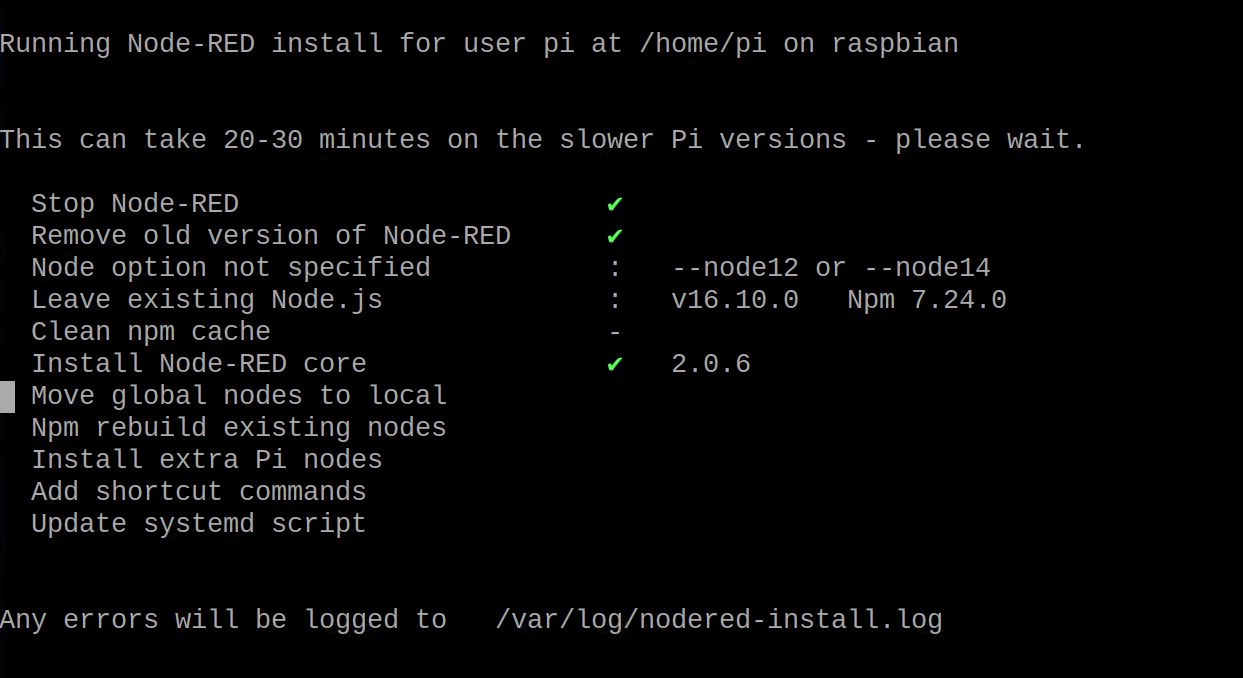 Running Node-RED install for user pi at /home/pi on raspbian
This can take 20-30 minutes on the slower Pi versions - please wait.
Stop Node-RED ✔
Remove old version of Node-RED ✔
Node option not specified : --node12 or --node14
Leave existing Node.js : v16.10.0 Npm 7.24.0
Clean npm cache -
Install Node-RED core ✔ 2.0.6
Move global nodes to local
Npm rebuild existing nodes
Install extra Pi nodes
Add shortcut commands
Update systemd script
Any errors will be logged to /var/log/nodered-install.log